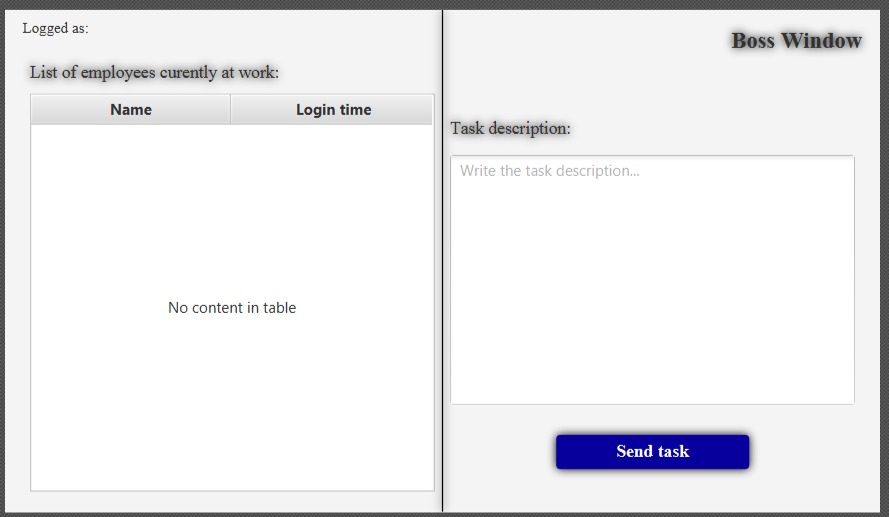 Logged as:
List of employees curently at work:
Name
Login time
No content in table
Boss Window
Task description:
Write the task description...
Send task